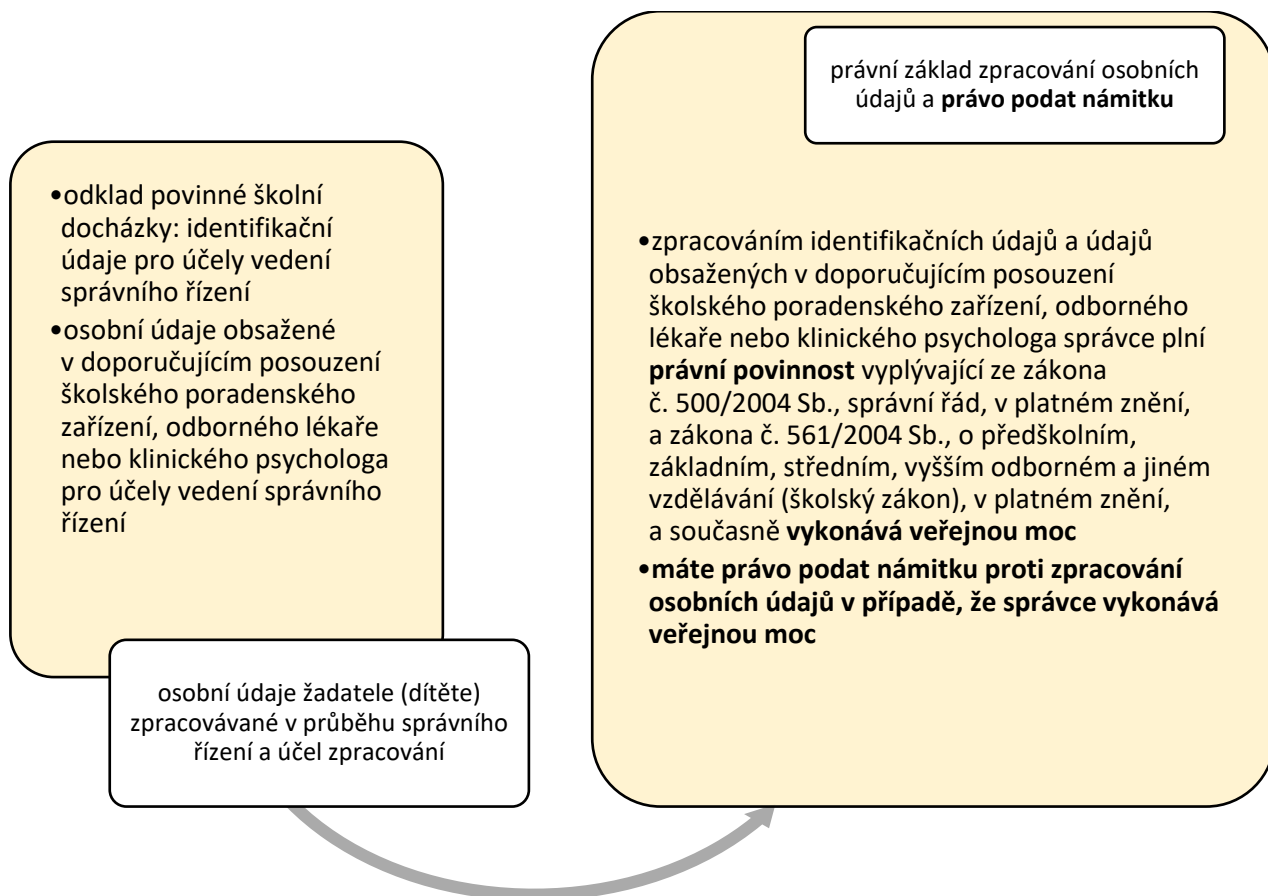 •odklad povinné školní
docházky: identifikační
údaje pro účely vedení
správního řízení
•osobní údaje obsažené
v doporučujícím posouzení
školského poradenského
zařízení, odborného lékaře
nebo klinického psychologa
pro účely vedení správního
řízení
osobní údaje žadatele (dítěte)
zpracovávané v průběhu správního
řízení a účel zpracování
právní základ zpracování osobních
údajů a právo podat námitku
•zpracováním identifikačních údajů a údajů
obsažených v doporučujícím posouzení
školského poradenského zařízení, odborného
lékaře nebo klinického psychologa správce plní
právní povinnost vyplývající ze zákona
č. 500/2004 Sb., správní řád, v platném znění,
a zákona č. 561/2004 Sb., o předškolním,
základním, středním, vyšším odborném a jiném
vzdělávání (školský zákon), v platném znění,
a současně vykonává veřejnou moc
•máte právo podat námitku proti zpracování
osobních údajů v případě, že správce vykonává
veřejnou moc